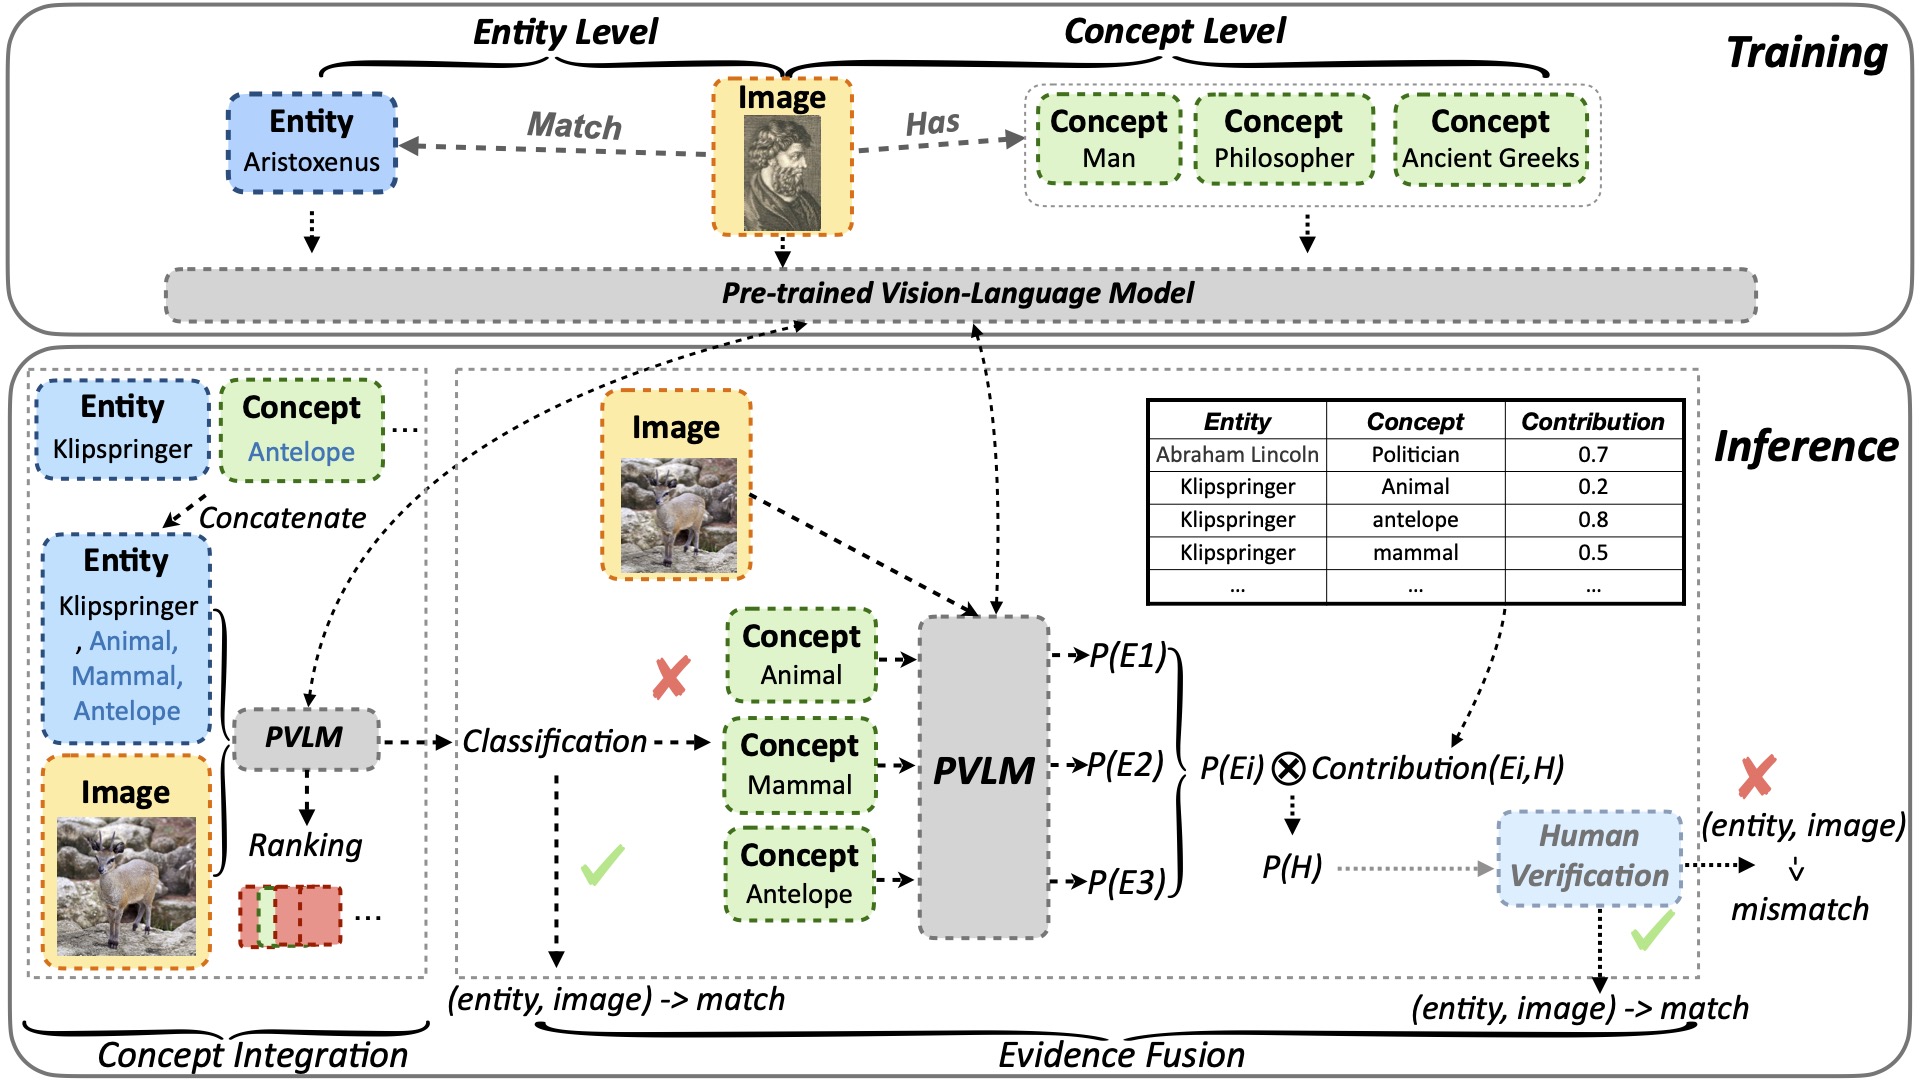 Entity Level
Concept Level
Training
Entity
Aristoxenus
Match
Image
Has
Concept
Man
Concept
Philosopher
Concept
Ancient Greeks
Pre-trained Vision-Language Model
Inference
Entity
Klipspringer
Concept
Antelope
...
Concatenate
Entity
Klipspringer
, Animal,
Mammal,
Antelope
Image
PVLM
Ranking
...
Concept Integration
Image
Classification
✘
✓
(entity, image) -> match
Concept
Animal
Concept
Mammal
Concept
Antelope
PVLM
P(E1)
P(E2)
P(E3)
Entity Concept Contribution
Abraham Lincoln Politician 0.7
Klipspringer Animal 0.2
Klipspringer antelope 0.8
Klipspringer mammal 0.5
... ... ...
P(Ei) ⊗ Contribution(Ei,H)
P(H)
Human
Verification
✘
(entity, image)
mismatch
✓
(entity, image) -> match
Evidence Fusion